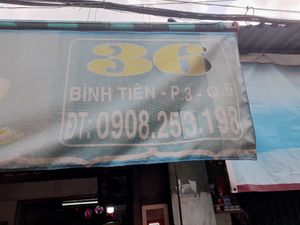 36
BÌNH TIÊN - P.3 - Q.6
ĐT: 0908.253.198